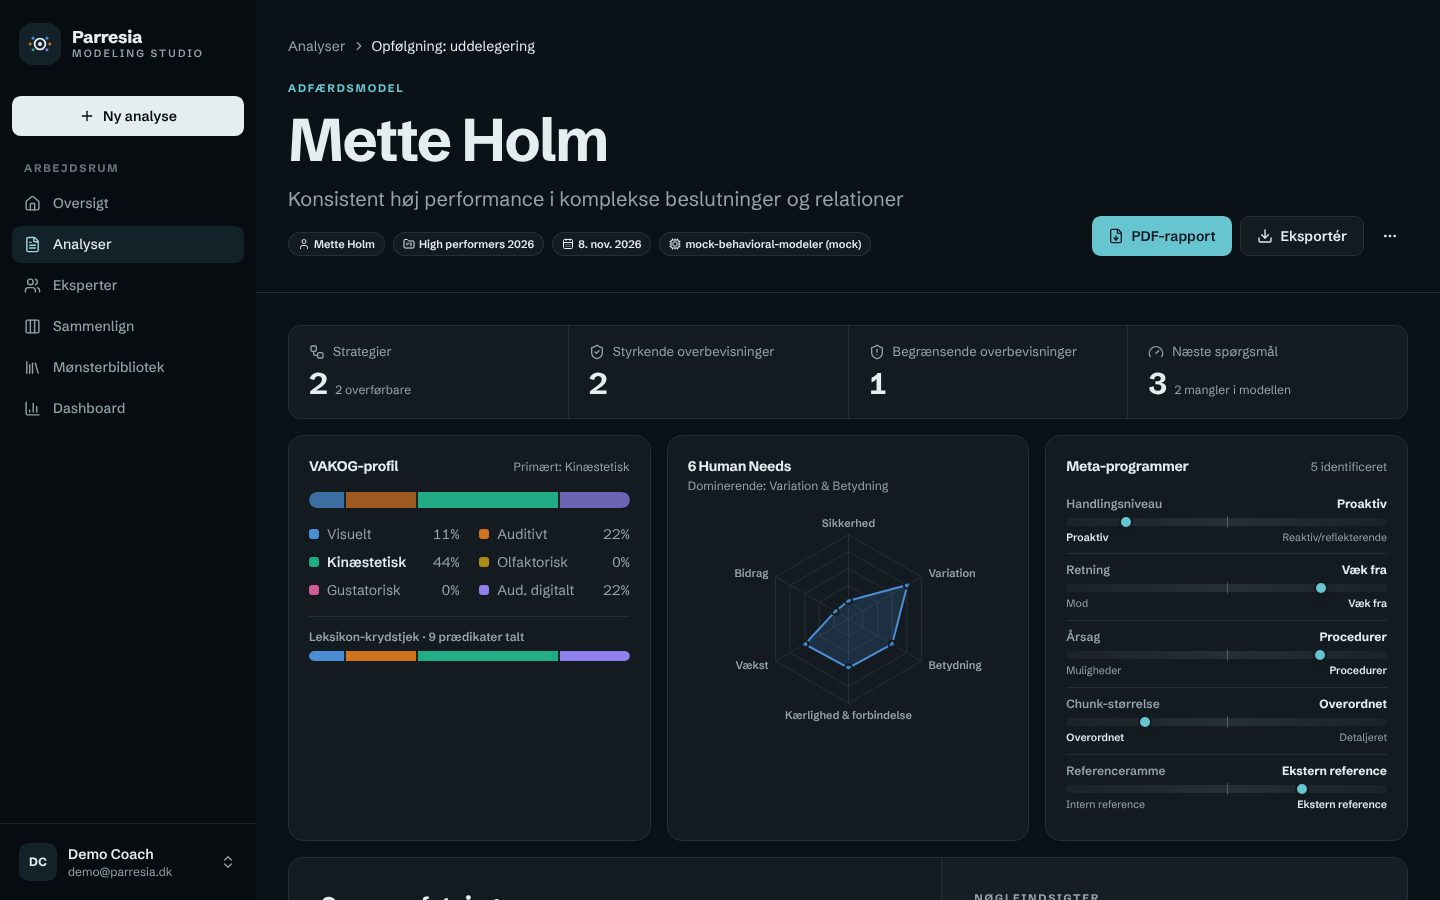 Parresia
MODELING STUDIO
Ny analyse
ARBEJDSRUM
Oversigt
Analyser
Eksperter
Sammenlign
Mønsterbibliotek
Dashboard
DC
Demo Coach
demo@parresia.dk
Analyser > Opfølgning: uddelegering
ADFÆRDSMODEL
Mette Holm
Konsistent høj performance i komplekse beslutninger og relationer
Mette Holm
High performers 2026
8. nov. 2026
mock-behavioral-modeler (mock)
PDF-rapport
Eksportér
Strategier
2 2 overførbare
Styrkende overbevisninger
2
Begrænsende overbevisninger
1
Næste spørgsmål
3 2 mangler i modellen
VAKOG-profil
Primært: Kinæstetisk
Visuelt 11%
Auditivt 22%
Kinæstetisk 44%
Olfaktorisk 0%
Gustatorisk 0%
Aud. digitalt 22%
Leksikon-krydstjek · 9 prædikater talt
6 Human Needs
Dominerende: Variation & Betydning
Sikkerhed
Bidrag
Variation
Vækst
Betydning
Kærlighed & forbindelse
Meta-programmer
5 identificeret
Handlingsniveau Proaktiv
Proaktiv Reaktiv/reflekterende
Retning Væk fra
Mod Væk fra
Årsag Procedurer
Muligheder Procedurer
Chunk-størrelse Overordnet
Overordnet Detaljeret
Referenceramme Ekstern reference
Intern reference Ekstern reference
NØGLEINDSIGTER